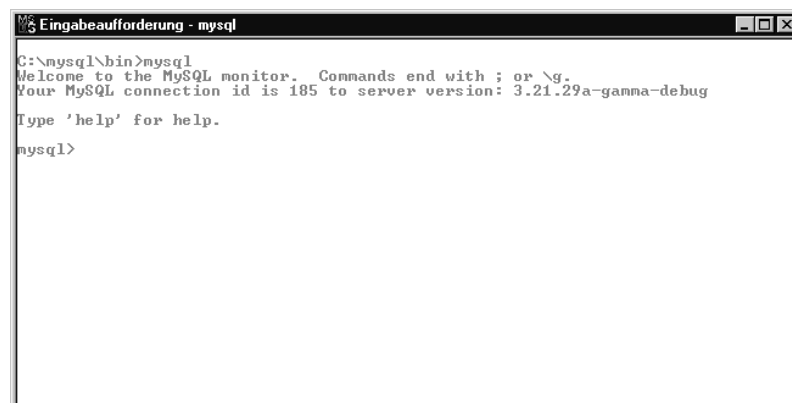 Eingabeaufforderung - mysql
C:\mysql\bin>mysql
Welcome to the MySQL monitor.  Commands end with ; or \g.
Your MySQL connection id is 185 to server version: 3.21.29a-gamma-debug
Type 'help' for help.
mysql>